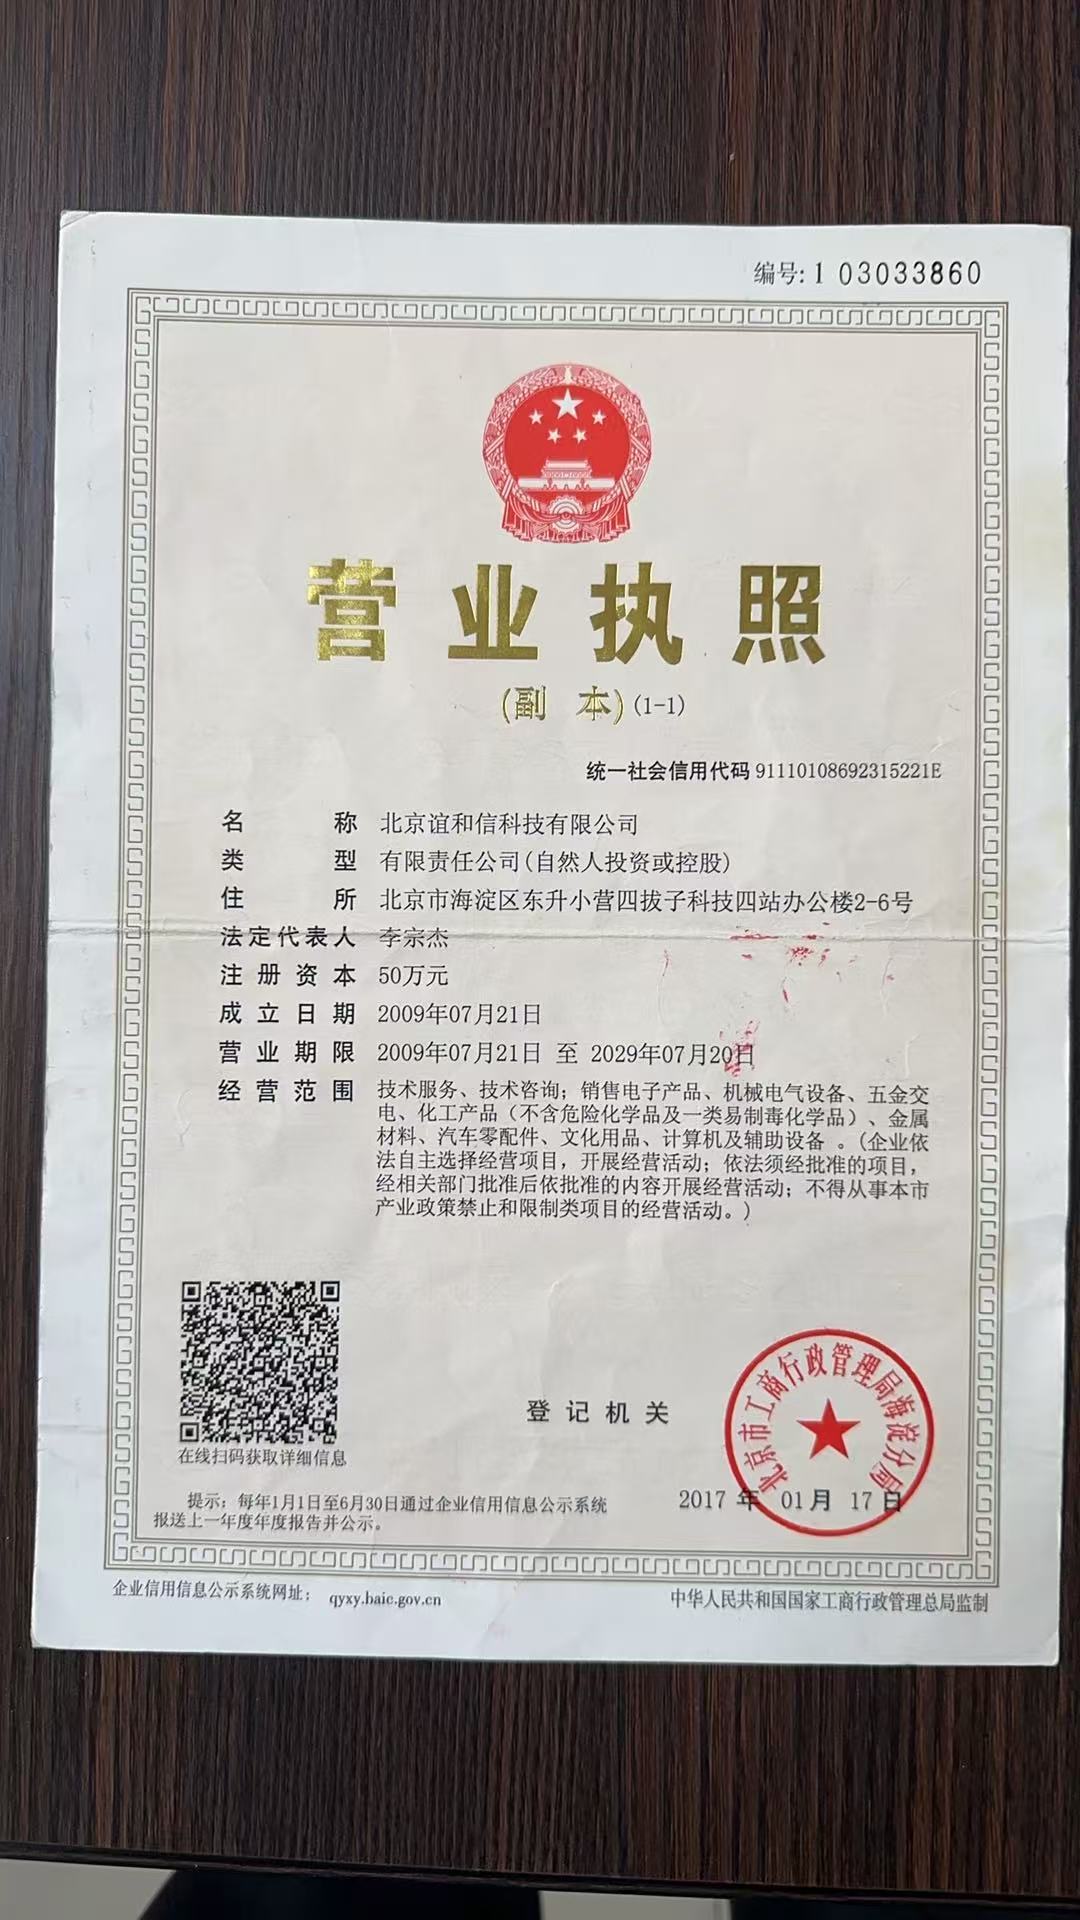 编号: 1 03033860
营业执照
(副 本) (1-1)
统一社会信用代码 91110108692315221E
名 称 北京谊和信科技有限公司
类 型 有限责任公司(自然人投资或控股)
住 所 北京市海淀区东升小营四拔子科技四站办公楼2-6号
法定代表人 李宗杰
注册资本 50万元
成立日期 2009年07月21日
营业期限 2009年07月21日 至 2029年07月20日
经营范围 技术服务、技术咨询；销售电子产品、机械电气设备、五金交
电、化工产品（不含危险化学品及一类易制毒化学品）、金属
材料、汽车零配件、文化用品、计算机及辅助设备 。(企业依
法自主选择经营项目，开展经营活动；依法须经批准的项目，
经相关部门批准后依批准的内容开展经营活动；不得从事本市
产业政策禁止和限制类项目的经营活动。)
在线扫码获取详细信息
登记机关
北京市工商行政管理局海淀分局
2017 年 01月 17日
提示：每年1月1日至6月30日通过企业信用信息公示系统
报送上一年度年度报告并公示。
企业信用信息公示系统网址： qyxy.baic.gov.cn
中华人民共和国国家工商行政管理总局监制